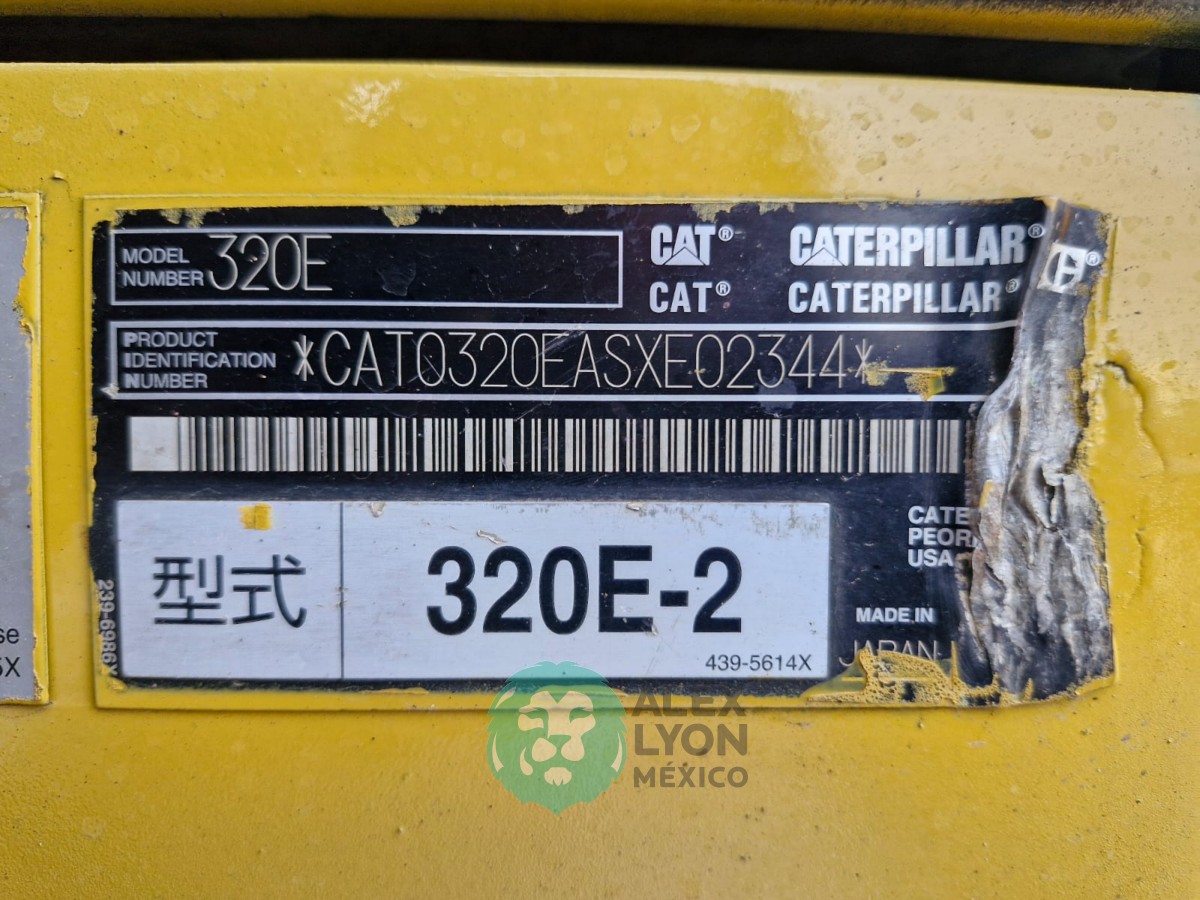 MODEL NUMBER 320E
CAT® CATERPILLAR®
CAT® CATERPILLAR®
PRODUCT IDENTIFICATION NUMBER *CAT0320EASXE02344*
型式 320E-2
439-5614X
239-6986X
CATE
PEOR
USA
MADE IN
JAPAN
se
5X
ALEX
LYON
MÉXICO